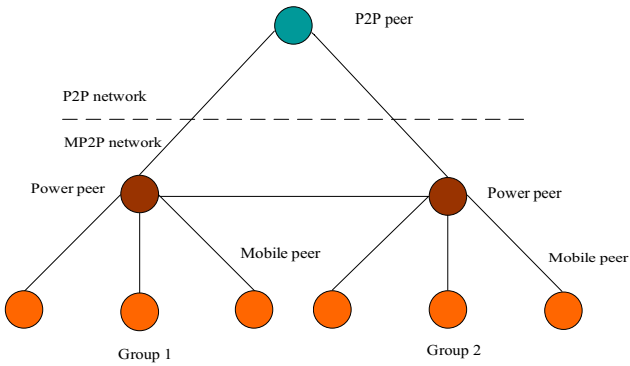 P2P peer
P2P network
MP2P network
Power peer
Power peer
Mobile peer
Mobile peer
Group 1
Group 2